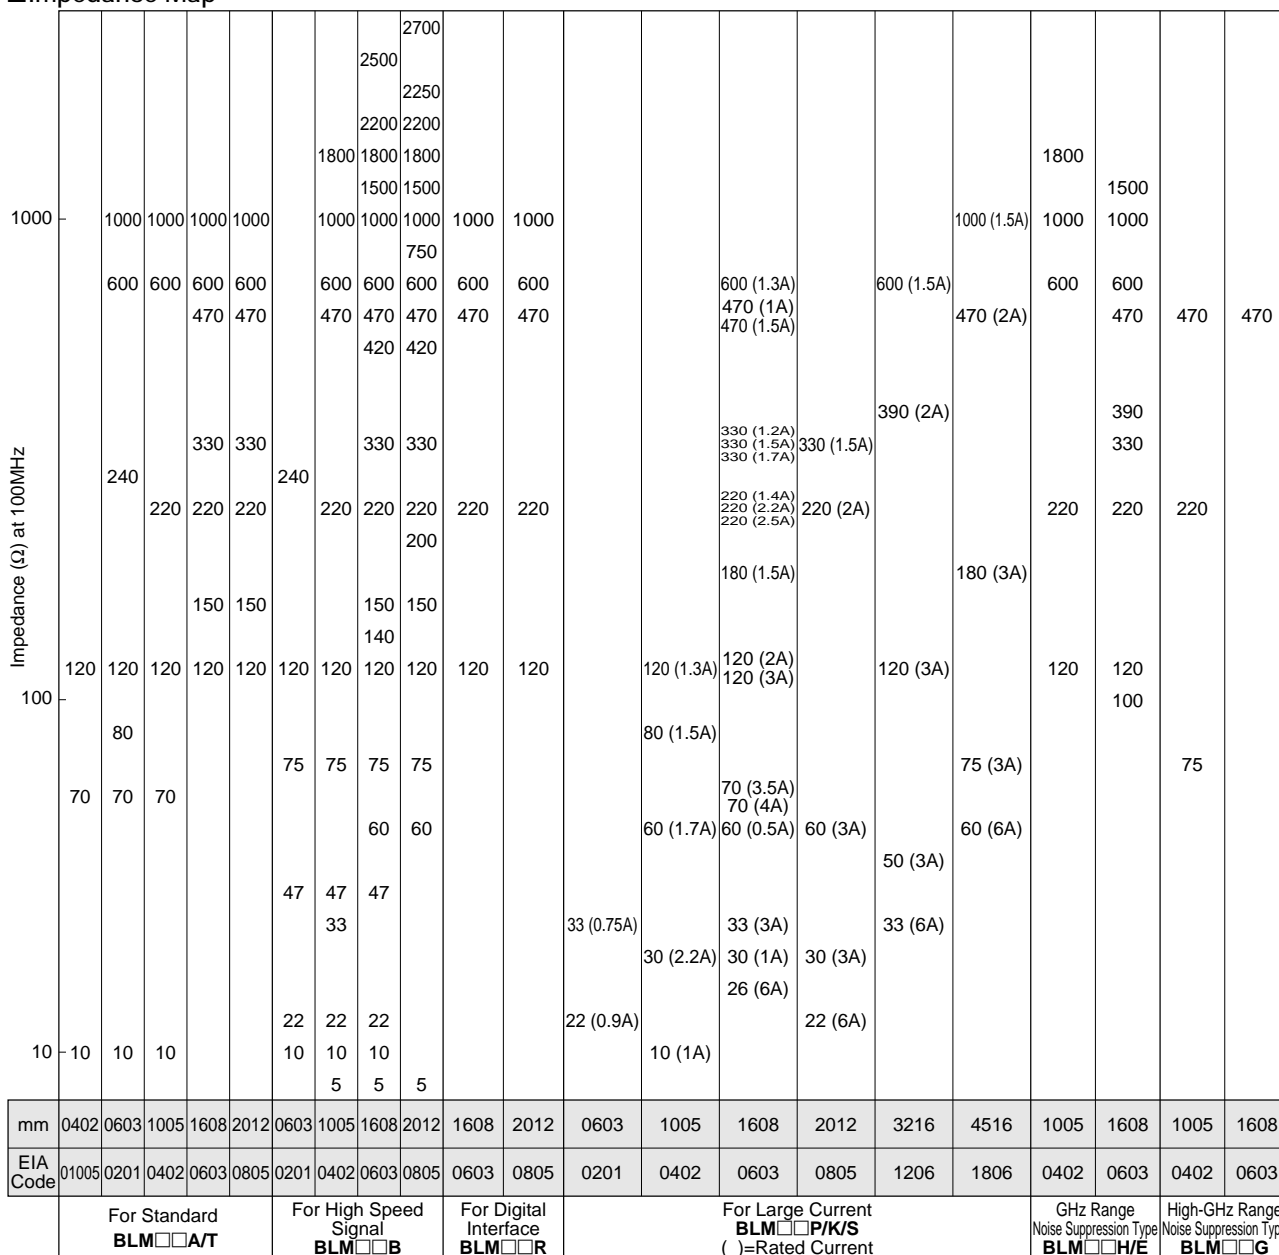 Impedance Map
2700
2500
2250
2200 2200
1800 1800 1800 1800
1500 1500 1500
1000 1000 1000 1000 1000 1000 1000 1000 1000 1000 1000 (1.5A) 1000 1000
750
600 600 600 600 600 600 600 600 600 600 (1.3A) 600 (1.5A) 600 600
470 (1A)
470 470 470 470 470 470 470 470 (1.5A) 470 (2A) 470 470 470
420 420
390 (2A) 390
330 (1.2A)
330 330 330 330 330 (1.5A) 330 (1.5A) 330
330 (1.7A)
240 240
220 (1.4A)
220 220 220 220 220 220 220 220 220 (2.2A) 220 (2A) 220 220 220
220 (2.5A)
200
180 (1.5A) 180 (3A)
150 150 150 150
140
120 120 120 120 120 120 120 120 120 120 120 120 (1.3A) 120 (2A) 120 (3A) 120 120
120 (3A)
100 100
80 80 (1.5A)
75 75 75 75 75 (3A) 75
70 (3.5A)
70 70 70 70 (4A)
60 60 60 (1.7A) 60 (0.5A) 60 (3A) 60 (6A)
50 (3A)
47 47 47
33 33 (0.75A) 33 (3A) 33 (6A)
30 (2.2A) 30 (1A) 30 (3A)
26 (6A)
22 22 22 22 (0.9A) 22 (6A)
10 10 10 10 10 10 10 10 (1A)
5 5 5
Impedance (Ω) at 100MHz
mm 0402 0603 1005 1608 2012 0603 1005 1608 2012 1608 2012 0603 1005 1608 2012 3216 4516 1005 1608 1005 1608
EIA Code 01005 0201 0402 0603 0805 0201 0402 0603 0805 0603 0805 0201 0402 0603 0805 1206 1806 0402 0603 0402 0603
For Standard
BLM□□A/T
For High Speed
Signal
BLM□□B
For Digital
Interface
BLM□□R
For Large Current
BLM□□P/K/S
( )=Rated Current
GHz Range
Noise Suppression Type
BLM□□H/E
High-GHz Range
Noise Suppression Typ
BLM□□G